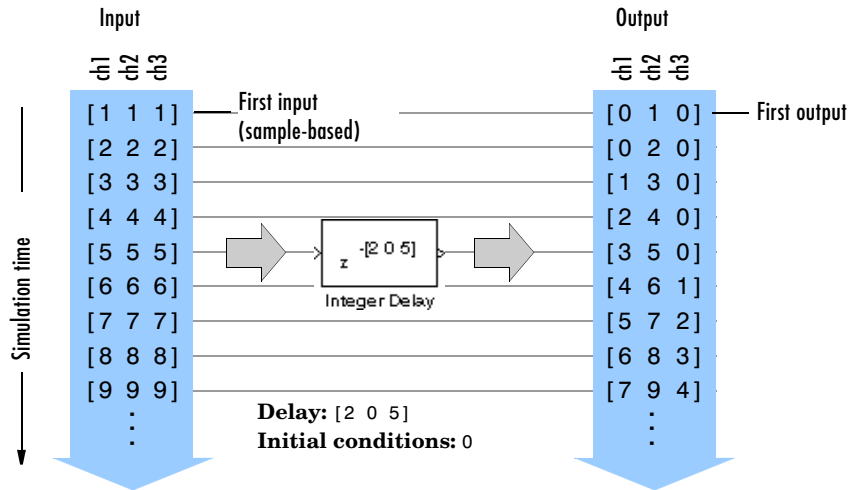 Input
Output
ch1 ch2 ch3
ch1 ch2 ch3
First input
(sample-based)
First output
[1 1 1]
[2 2 2]
[3 3 3]
[4 4 4]
[5 5 5]
[6 6 6]
[7 7 7]
[8 8 8]
[9 9 9]
Simulation time
z -[2 0 5]
Integer Delay
Delay: [2 0 5]
Initial conditions: 0
[0 1 0]
[0 2 0]
[1 3 0]
[2 4 0]
[3 5 0]
[4 6 1]
[5 7 2]
[6 8 3]
[7 9 4]